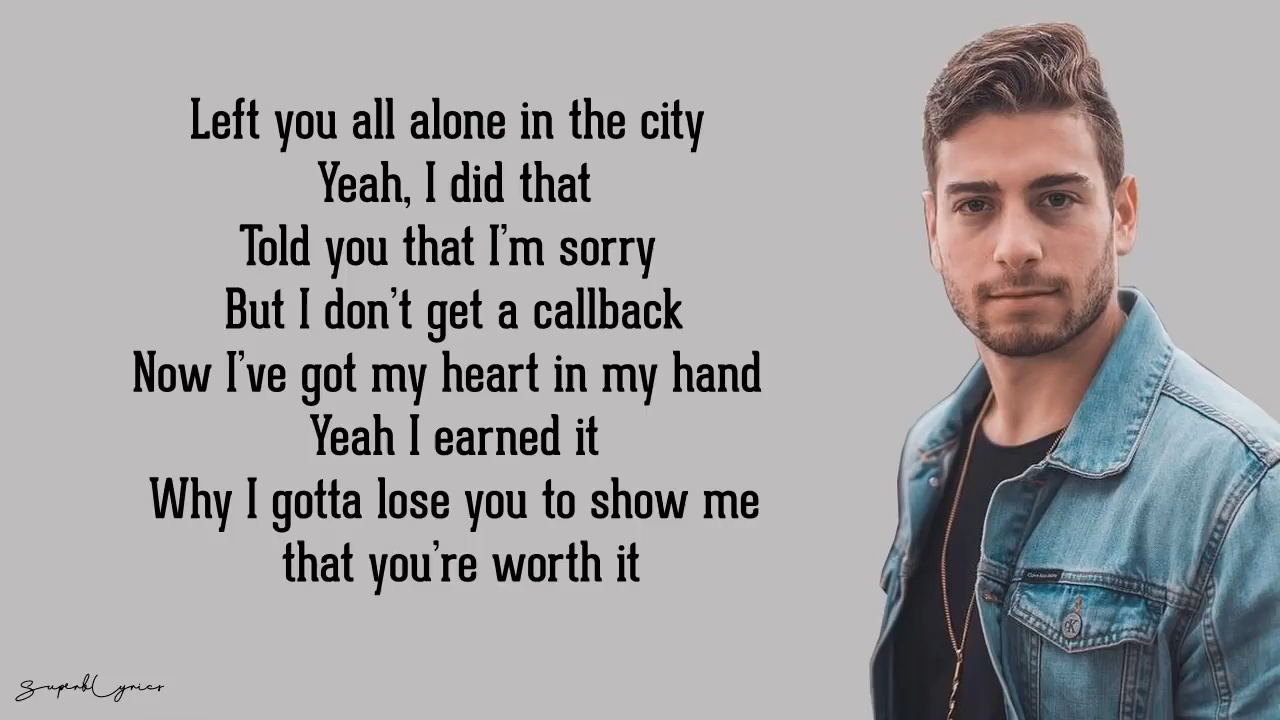 Left you all alone in the city
Yeah, I did that
Told you that I'm sorry
But I don't get a callback
Now I've got my heart in my hand
Yeah I earned it
Why I gotta lose you to show me
that you're worth it
SuperbLyrics